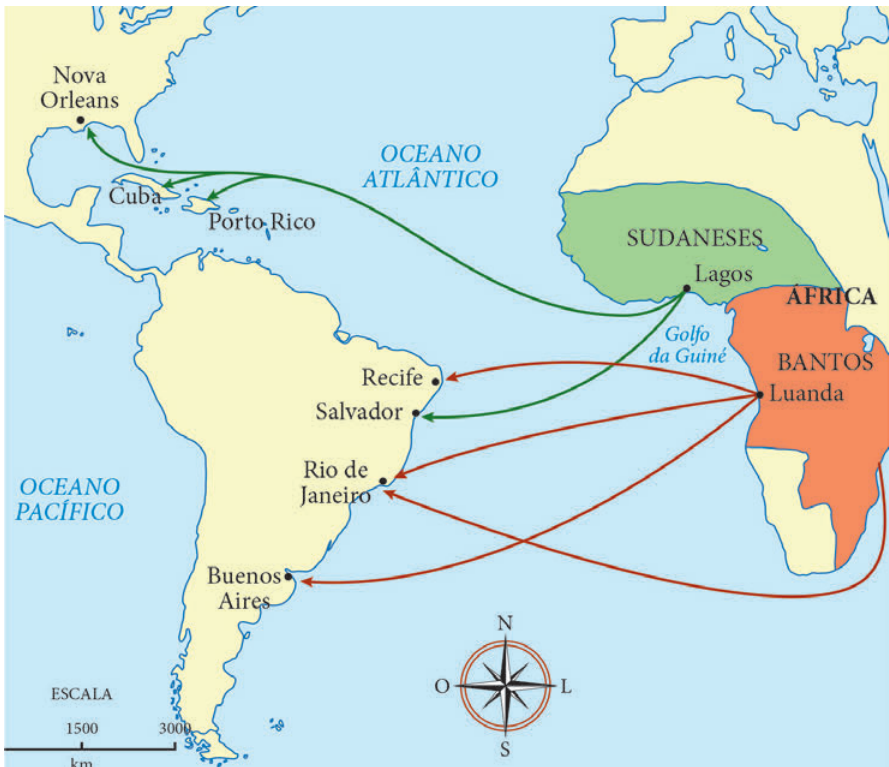 Nova
Orleans
OCEANO
ATLÂNTICO
Cuba
Porto Rico
SUDANESES
Lagos
ÁFRICA
Golfo
da Guiné
BANTOS
Luanda
Recife
Salvador
Rio de
Janeiro
OCEANO
PACÍFICO
Buenos
Aires
N
O
L
S
ESCALA
1500
3000
km